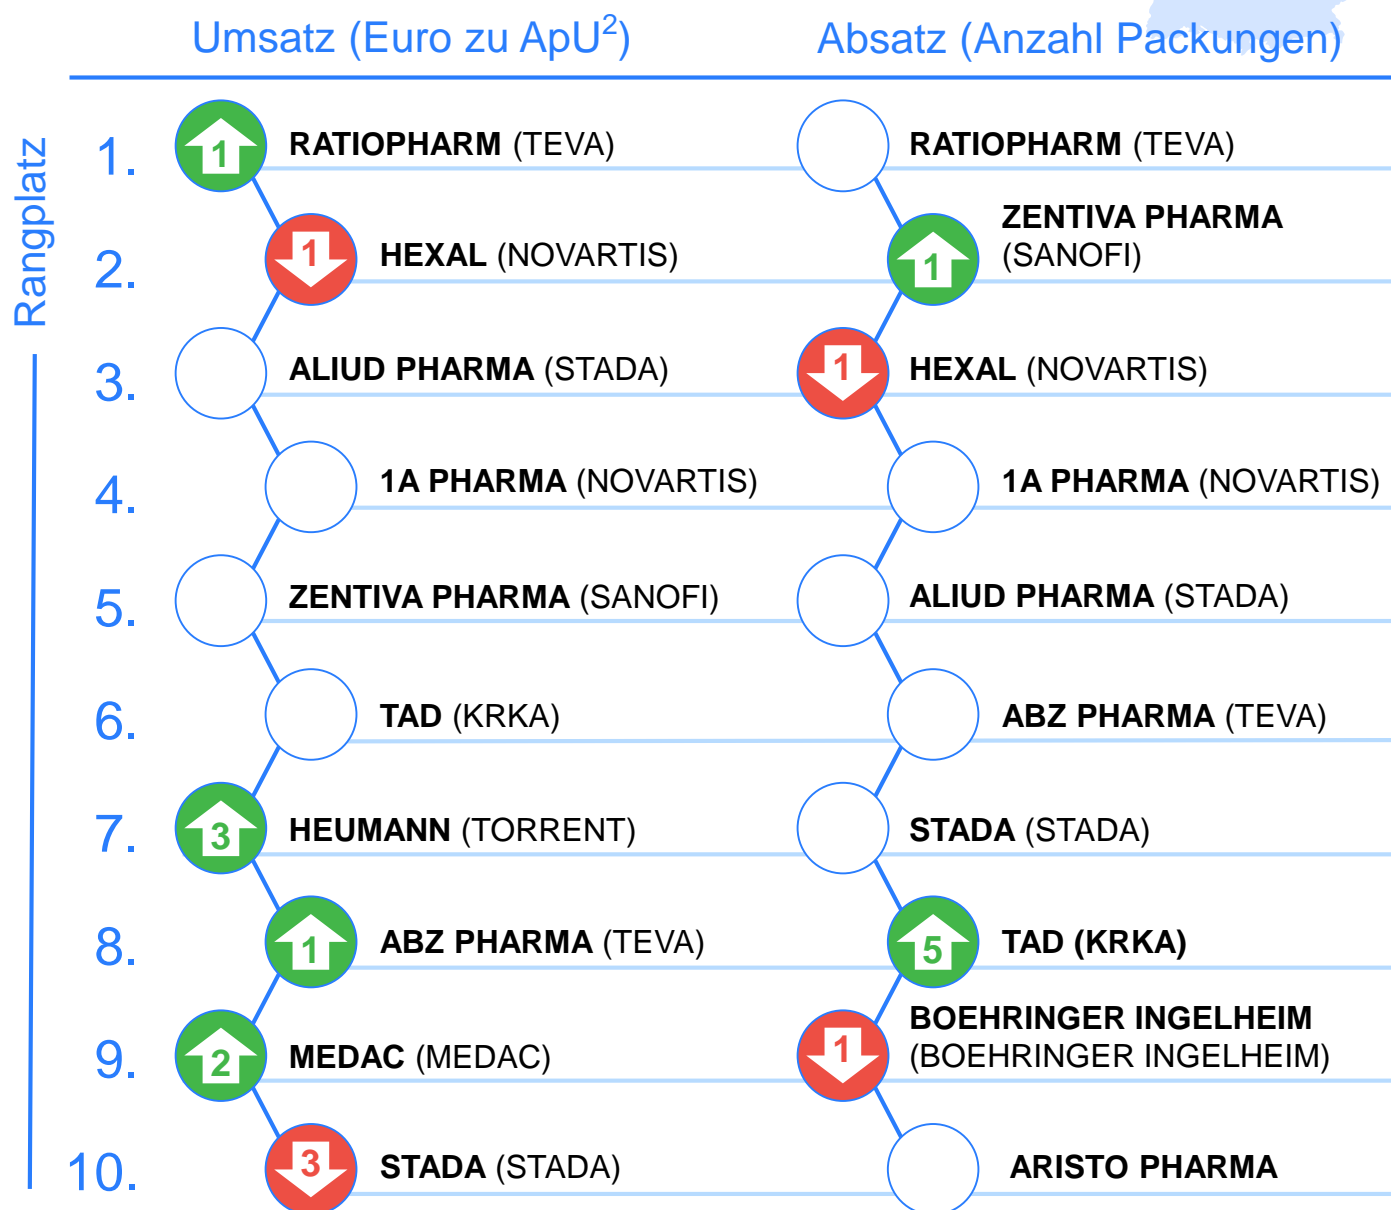 Umsatz (Euro zu ApU²) Absatz (Anzahl Packungen)
Rangplatz
1. 1 RATIOPHARM (TEVA) RATIOPHARM (TEVA)
2. 1 HEXAL (NOVARTIS) 1 ZENTIVA PHARMA
(SANOFI)
3. ALIUD PHARMA (STADA) 1 HEXAL (NOVARTIS)
4. 1A PHARMA (NOVARTIS) 1A PHARMA (NOVARTIS)
5. ZENTIVA PHARMA (SANOFI) ALIUD PHARMA (STADA)
6. TAD (KRKA) ABZ PHARMA (TEVA)
7. 3 HEUMANN (TORRENT) STADA (STADA)
8. 1 ABZ PHARMA (TEVA) 5 TAD (KRKA)
9. 2 MEDAC (MEDAC) 1 BOEHRINGER INGELHEIM
(BOEHRINGER INGELHEIM)
10. 3 STADA (STADA) ARISTO PHARMA